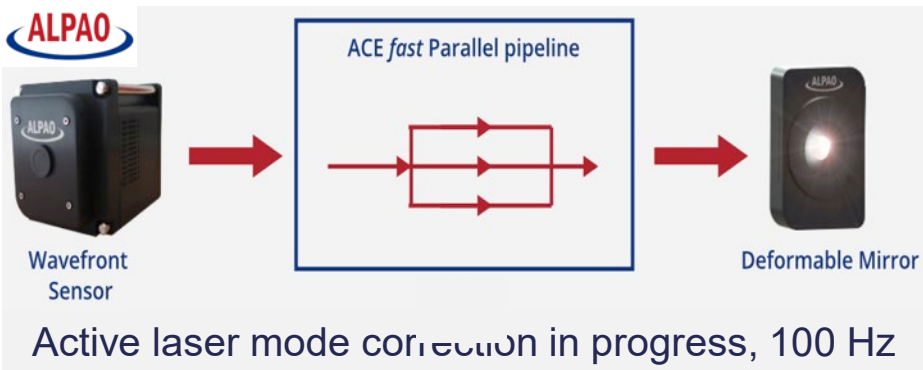 ALPAO
ACE fast Parallel pipeline
ALPAO
ALPAO
Wavefront
Sensor
Deformable Mirror
Active laser mode correction in progress, 100 Hz